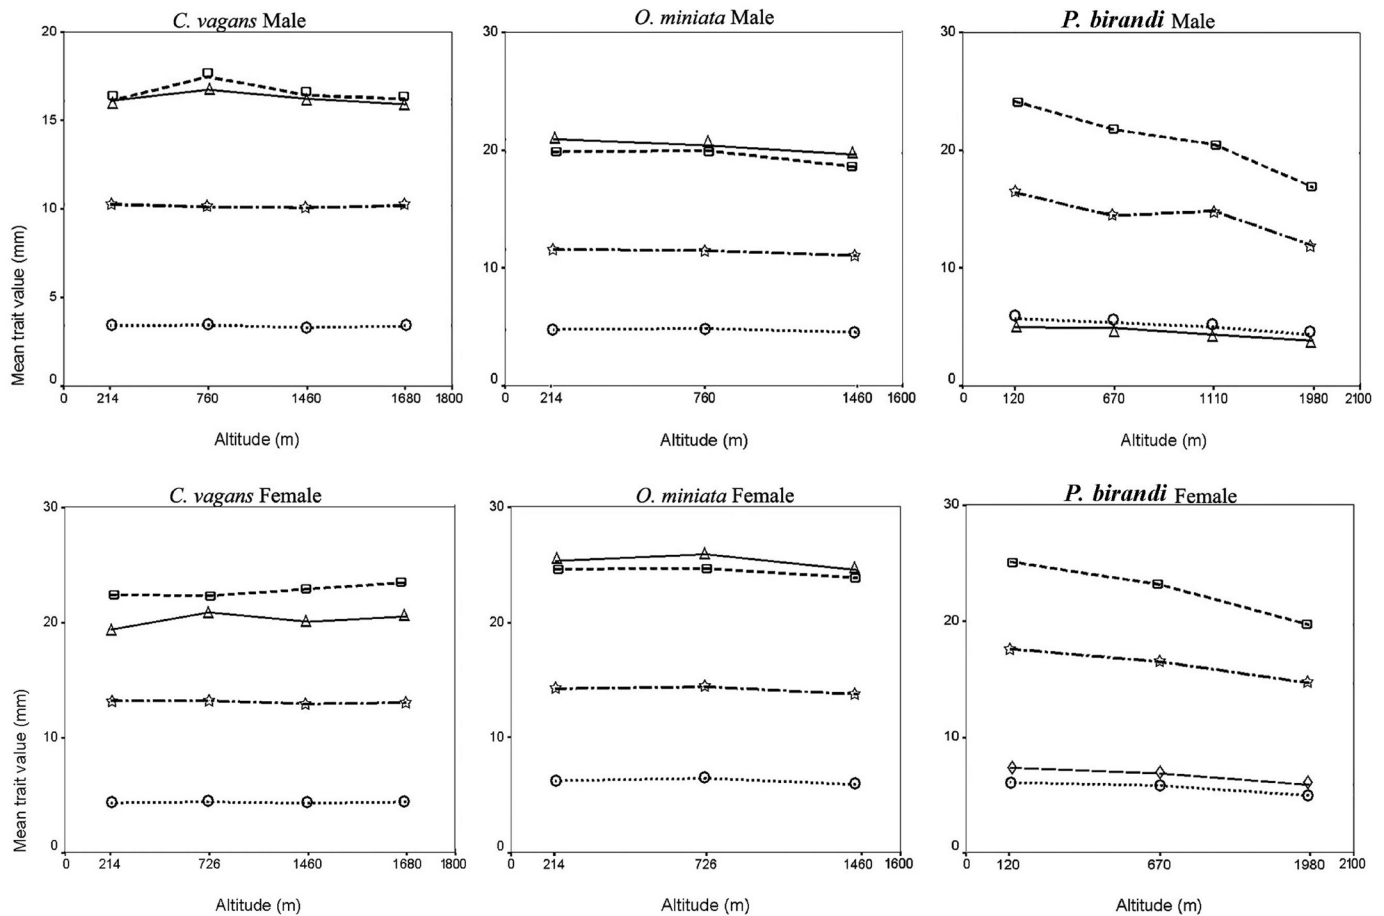 C. vagans Male
20
15
10
5
0
Mean trait value (mm)
0 214 760 1460 1680 1800
Altitude (m)
O. miniata Male
30
20
10
0
0 214 760 1460 1600
Altitude (m)
P. birandi Male
30
20
10
0
0 120 670 1110 1980 2100
Altitude (m)
C. vagans Female
30
20
10
0
Mean trait value (mm)
0 214 726 1460 1680 1800
Altitude (m)
O. miniata Female
30
20
10
0
0 214 726 1460 1600
Altitude (m)
P. birandi Female
30
20
10
0
0 120 670 1980 2100
Altitude (m)